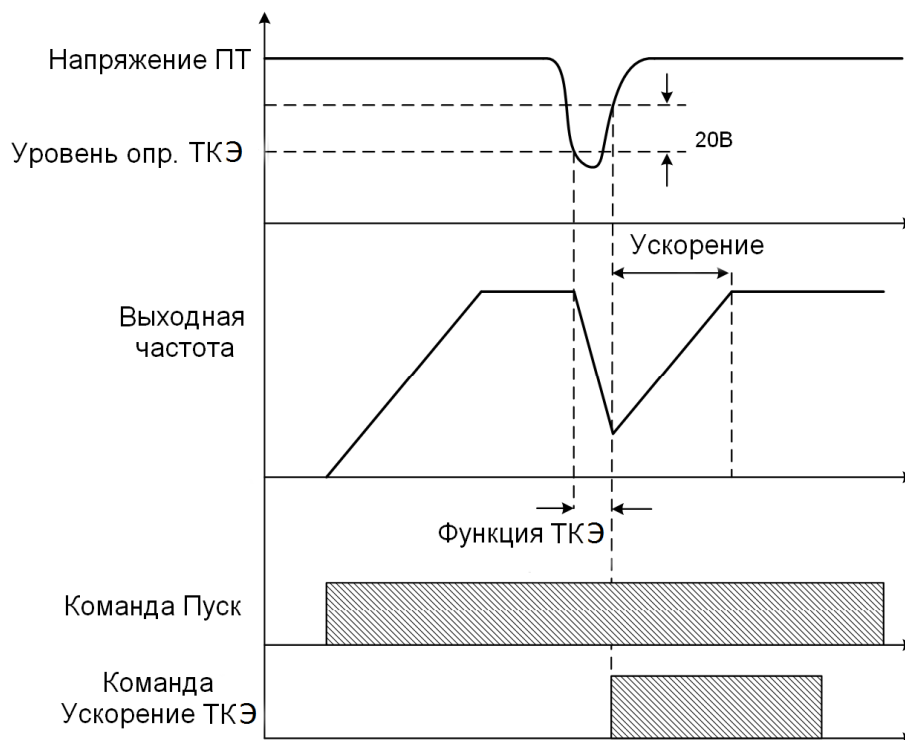 Напряжение ПТ
Уровень опр. ТКЭ
20В
Ускорение
Выходная
частота
Функция ТКЭ
Команда Пуск
Команда
Ускорение ТКЭ